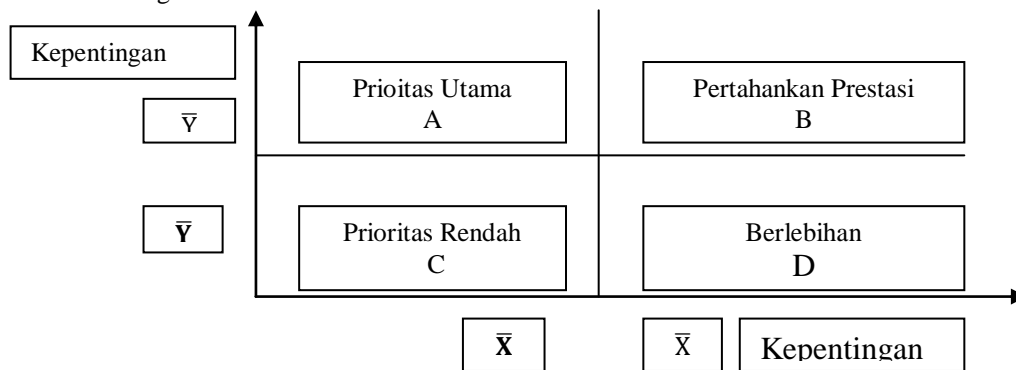 Kepentingan
Prioitas Utama
A
Pertahankan Prestasi
B
Y̅
Y̅
Prioritas Rendah
C
Berlebihan
D
X̅
X̅
Kepentingan